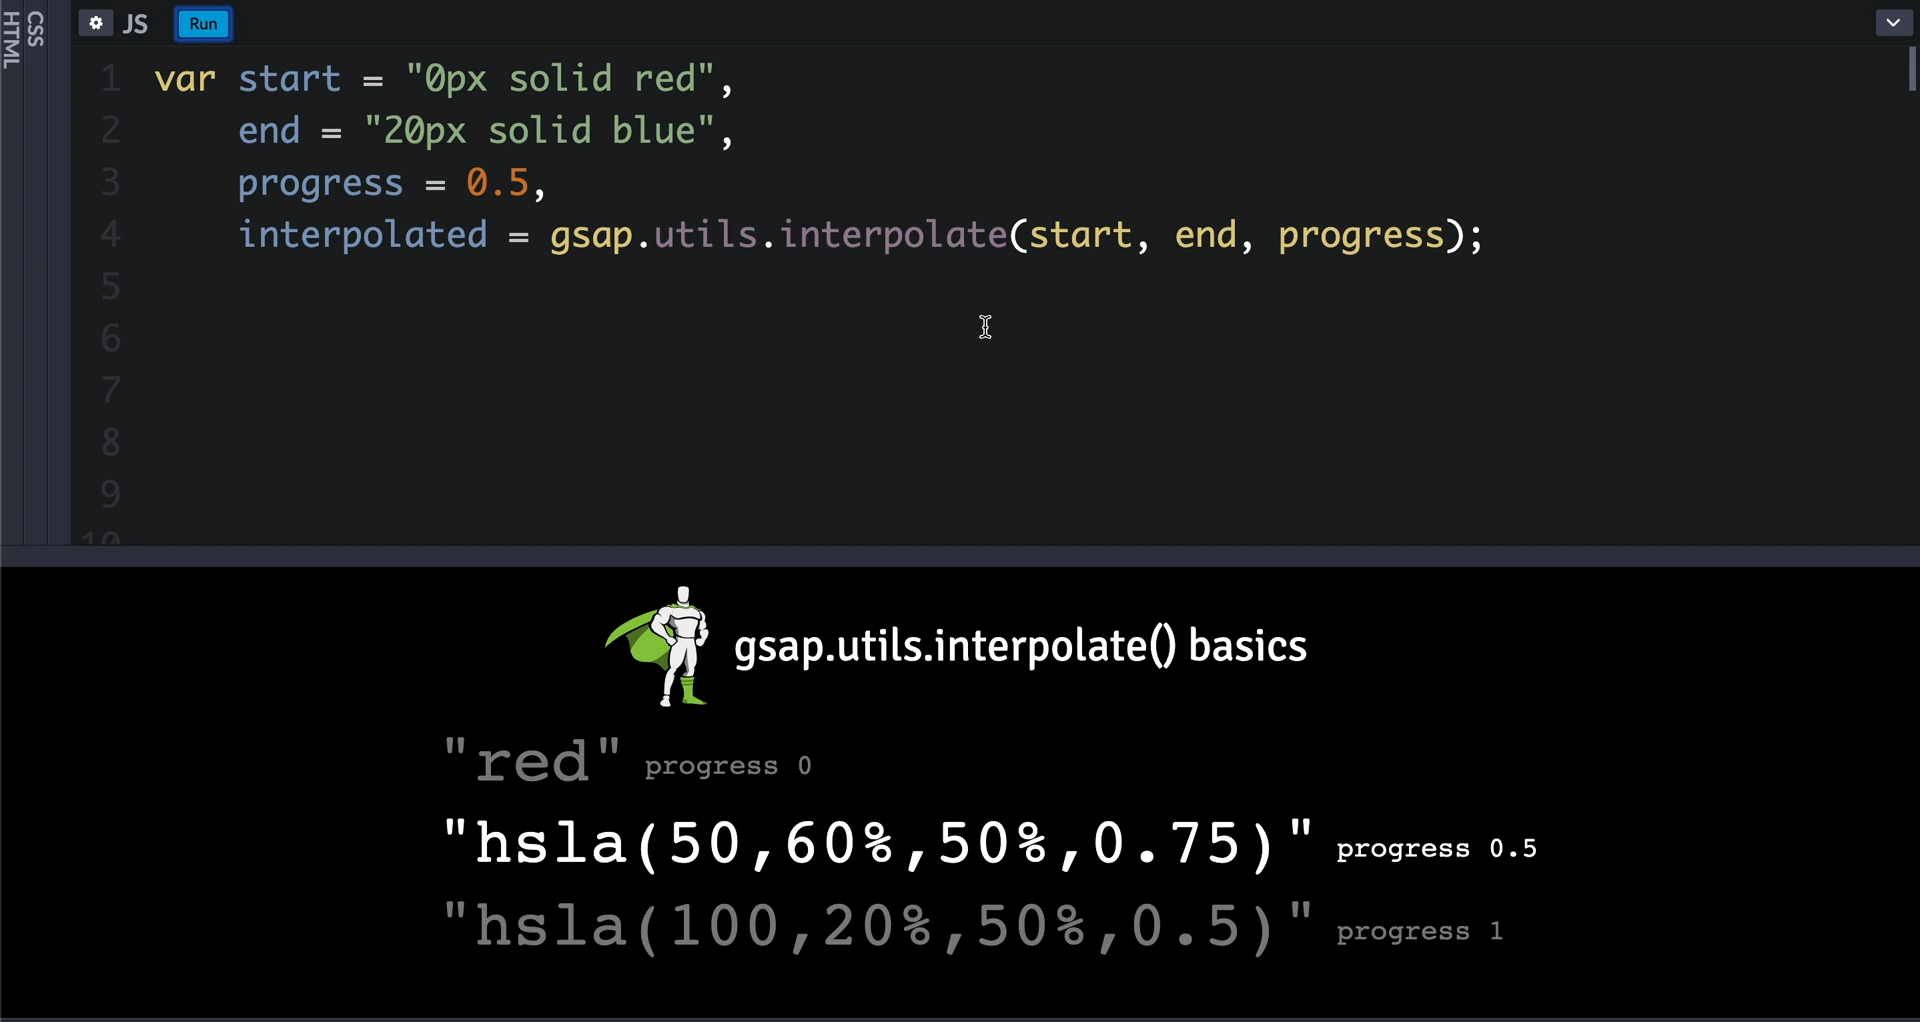 HTML
CSS
JS Run
1 var start = "0px solid red",
2 end = "20px solid blue",
3 progress = 0.5,
4 interpolated = gsap.utils.interpolate(start, end, progress);
5
6
7
8
9
10
gsap.utils.interpolate() basics
"red" progress 0
"hsla(50,60%,50%,0.75)" progress 0.5
"hsla(100,20%,50%,0.5)" progress 1